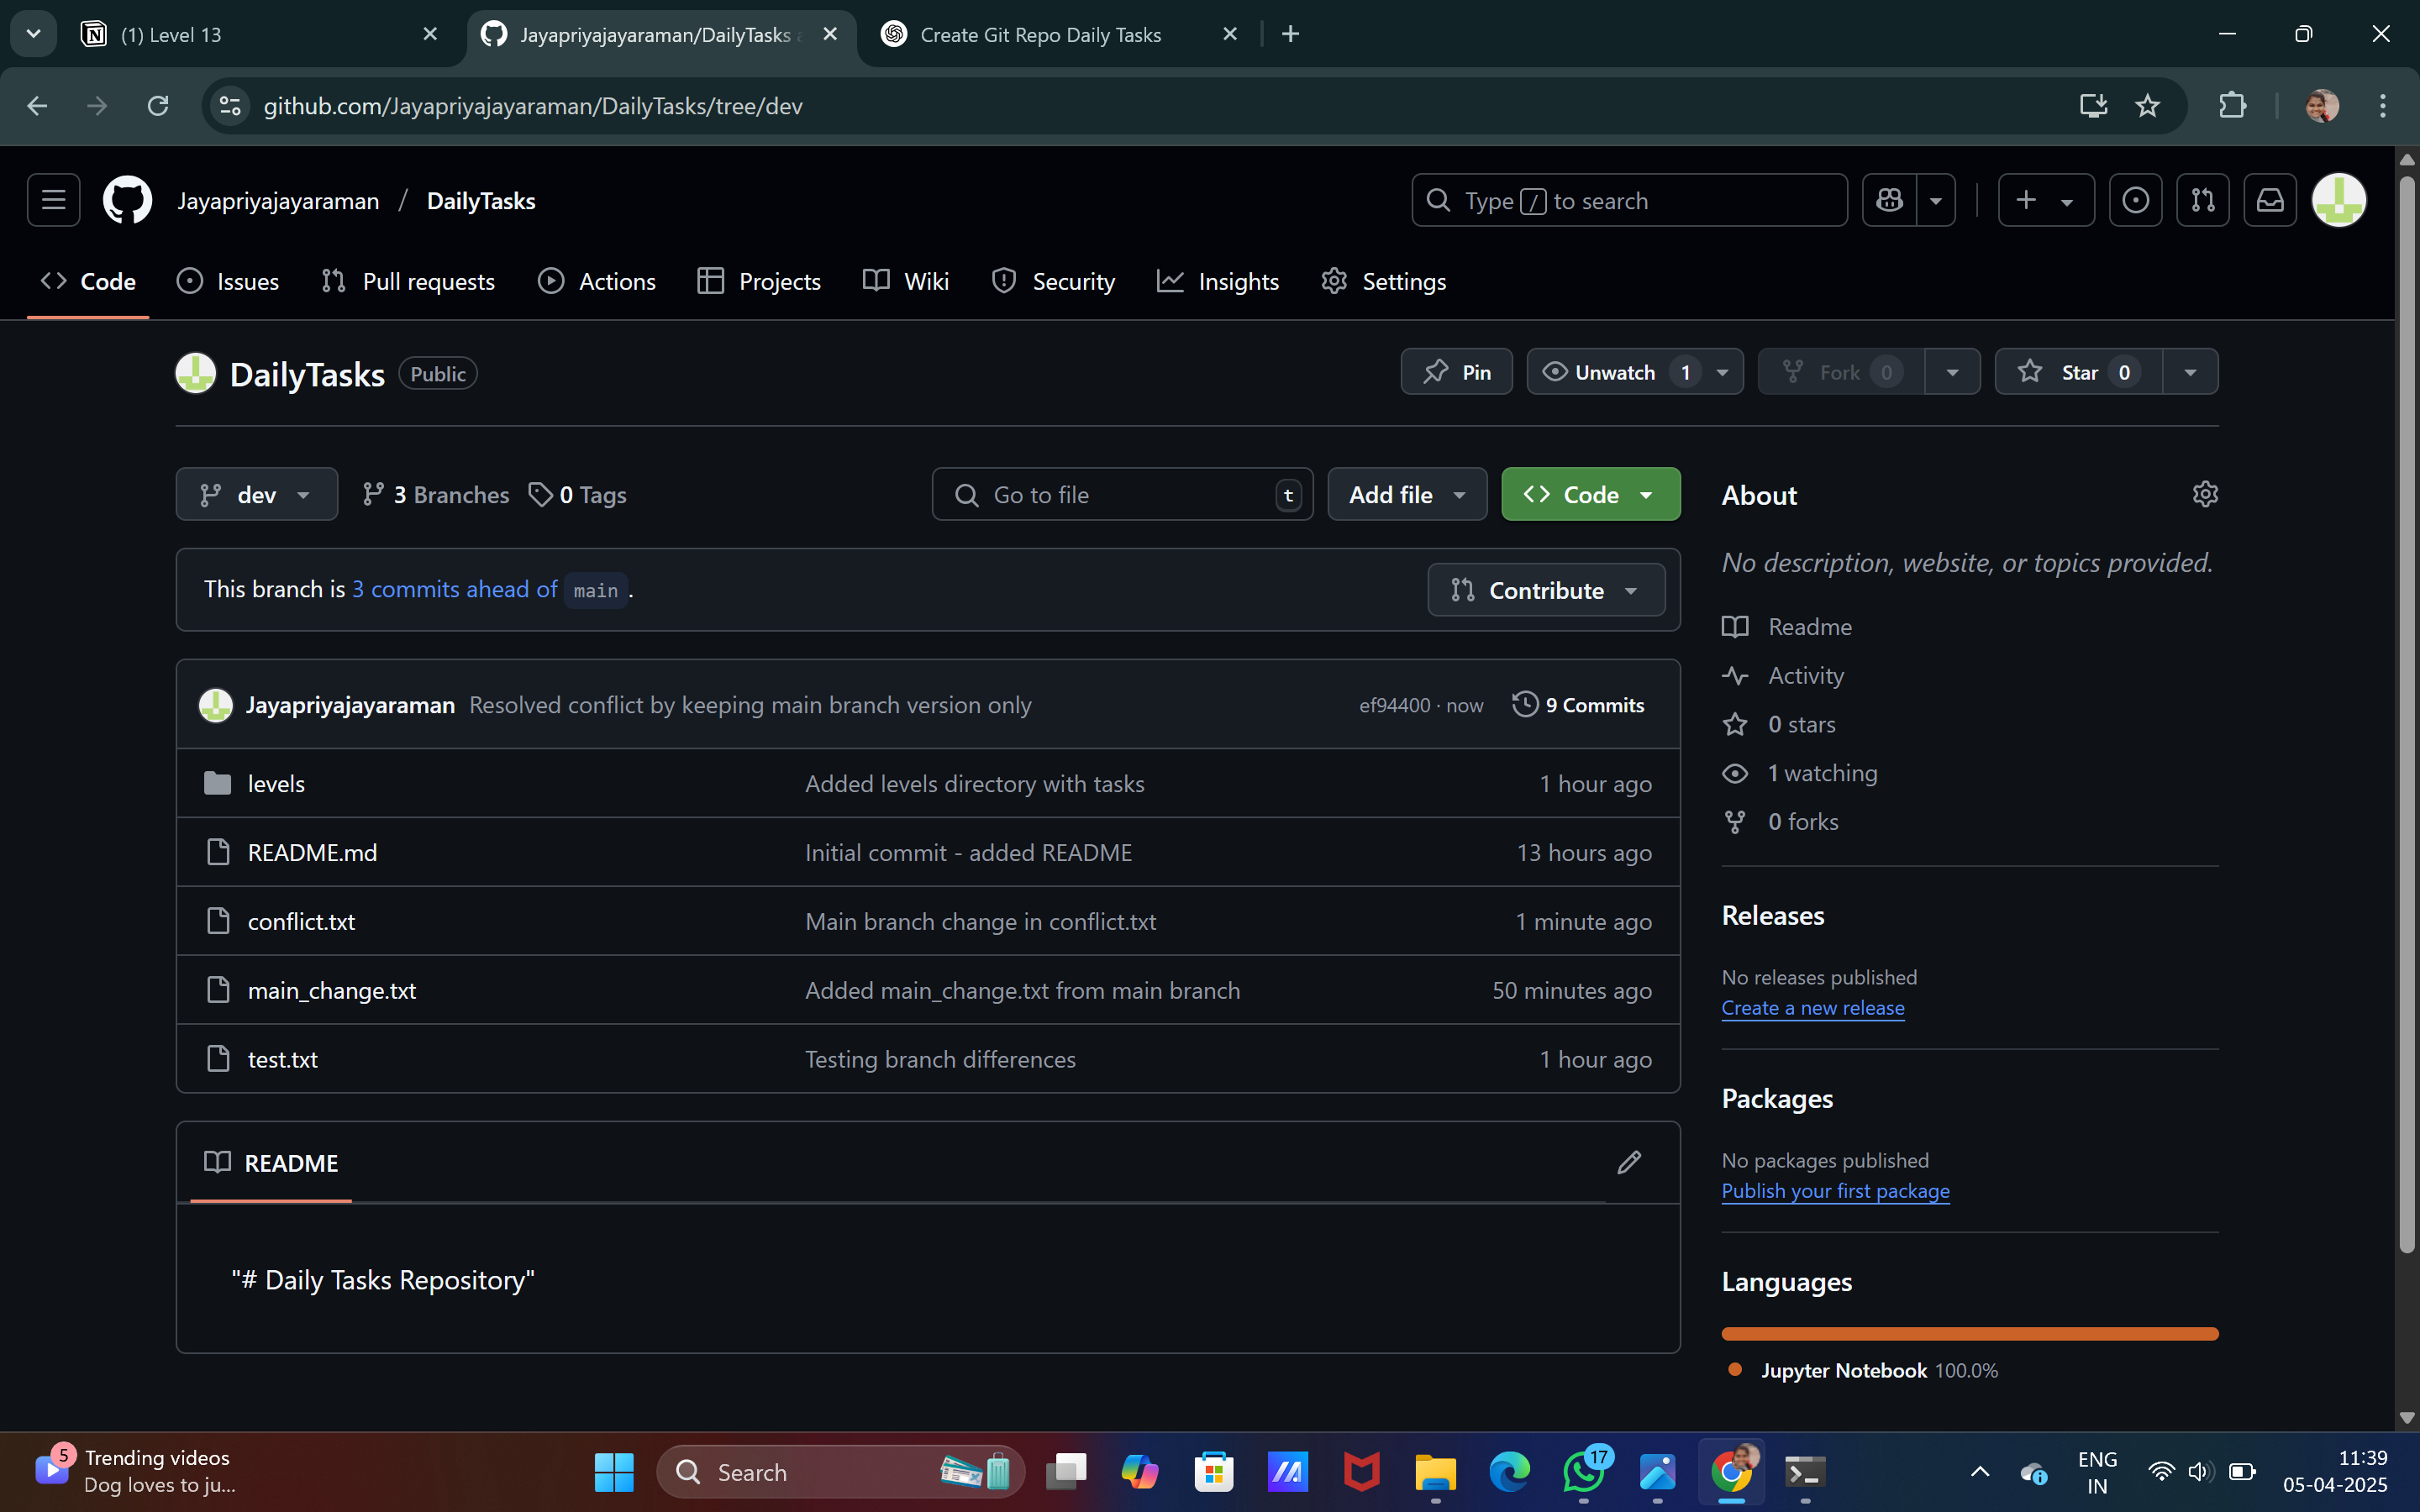 (1) Level 13
Jayapriyajayaraman/DailyTasks a
Create Git Repo Daily Tasks
github.com/Jayapriyajayaraman/DailyTasks/tree/dev
Jayapriyajayaraman / DailyTasks
Type / to search
Code
Issues
Pull requests
Actions
Projects
Wiki
Security
Insights
Settings
DailyTasks Public
Pin
Unwatch 1
Fork 0
Star 0
dev
3 Branches
0 Tags
Go to file t
Add file
Code
This branch is 3 commits ahead of main .
Contribute
Jayapriyajayaraman Resolved conflict by keeping main branch version only ef94400 · now 9 Commits
levels Added levels directory with tasks 1 hour ago
README.md Initial commit - added README 13 hours ago
conflict.txt Main branch change in conflict.txt 1 minute ago
main_change.txt Added main_change.txt from main branch 50 minutes ago
test.txt Testing branch differences 1 hour ago
README
"# Daily Tasks Repository"
About
No description, website, or topics provided.
Readme
Activity
0 stars
1 watching
0 forks
Releases
No releases published
Create a new release
Packages
No packages published
Publish your first package
Languages
Jupyter Notebook 100.0%
5
Trending videos
Dog loves to ju...
Search
17
ENG
IN
11:39
05-04-2025